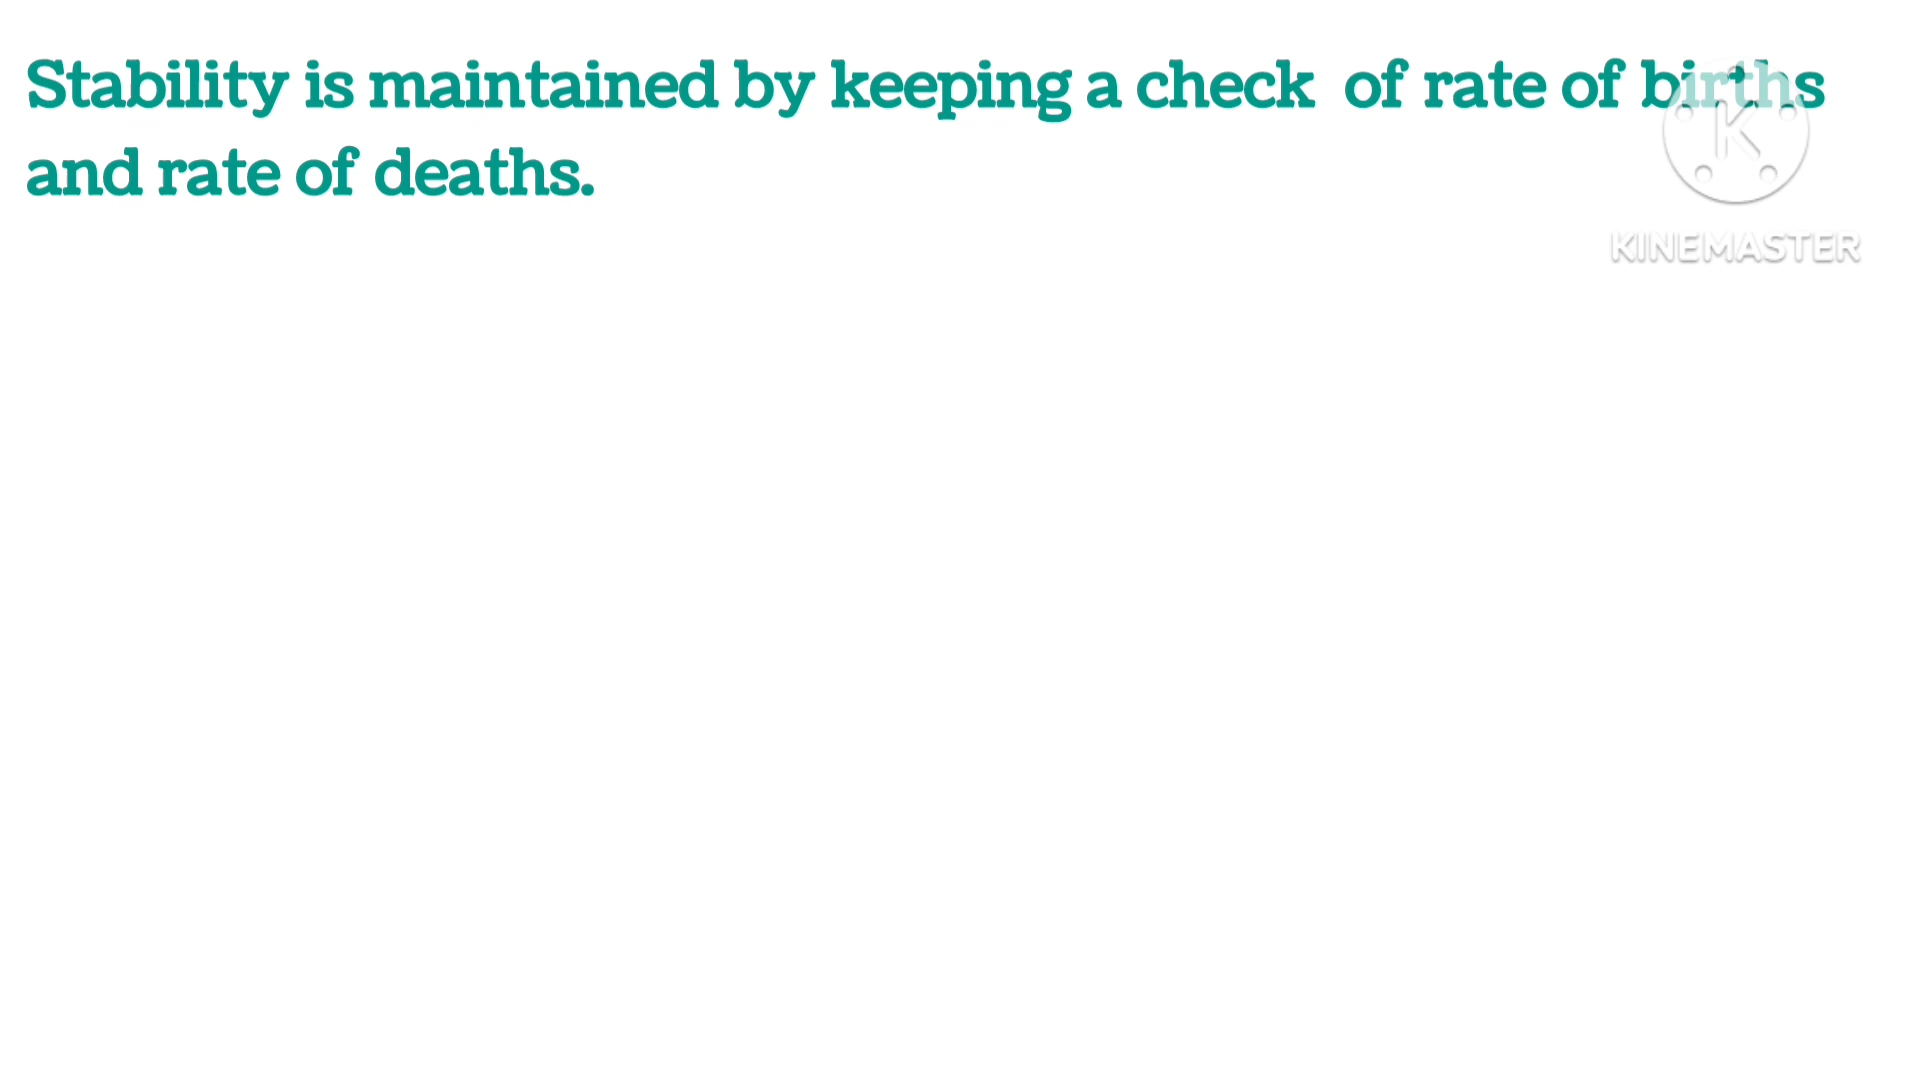 Stability is maintained by keeping a check  of rate of births
and rate of deaths.
KINEMASTER